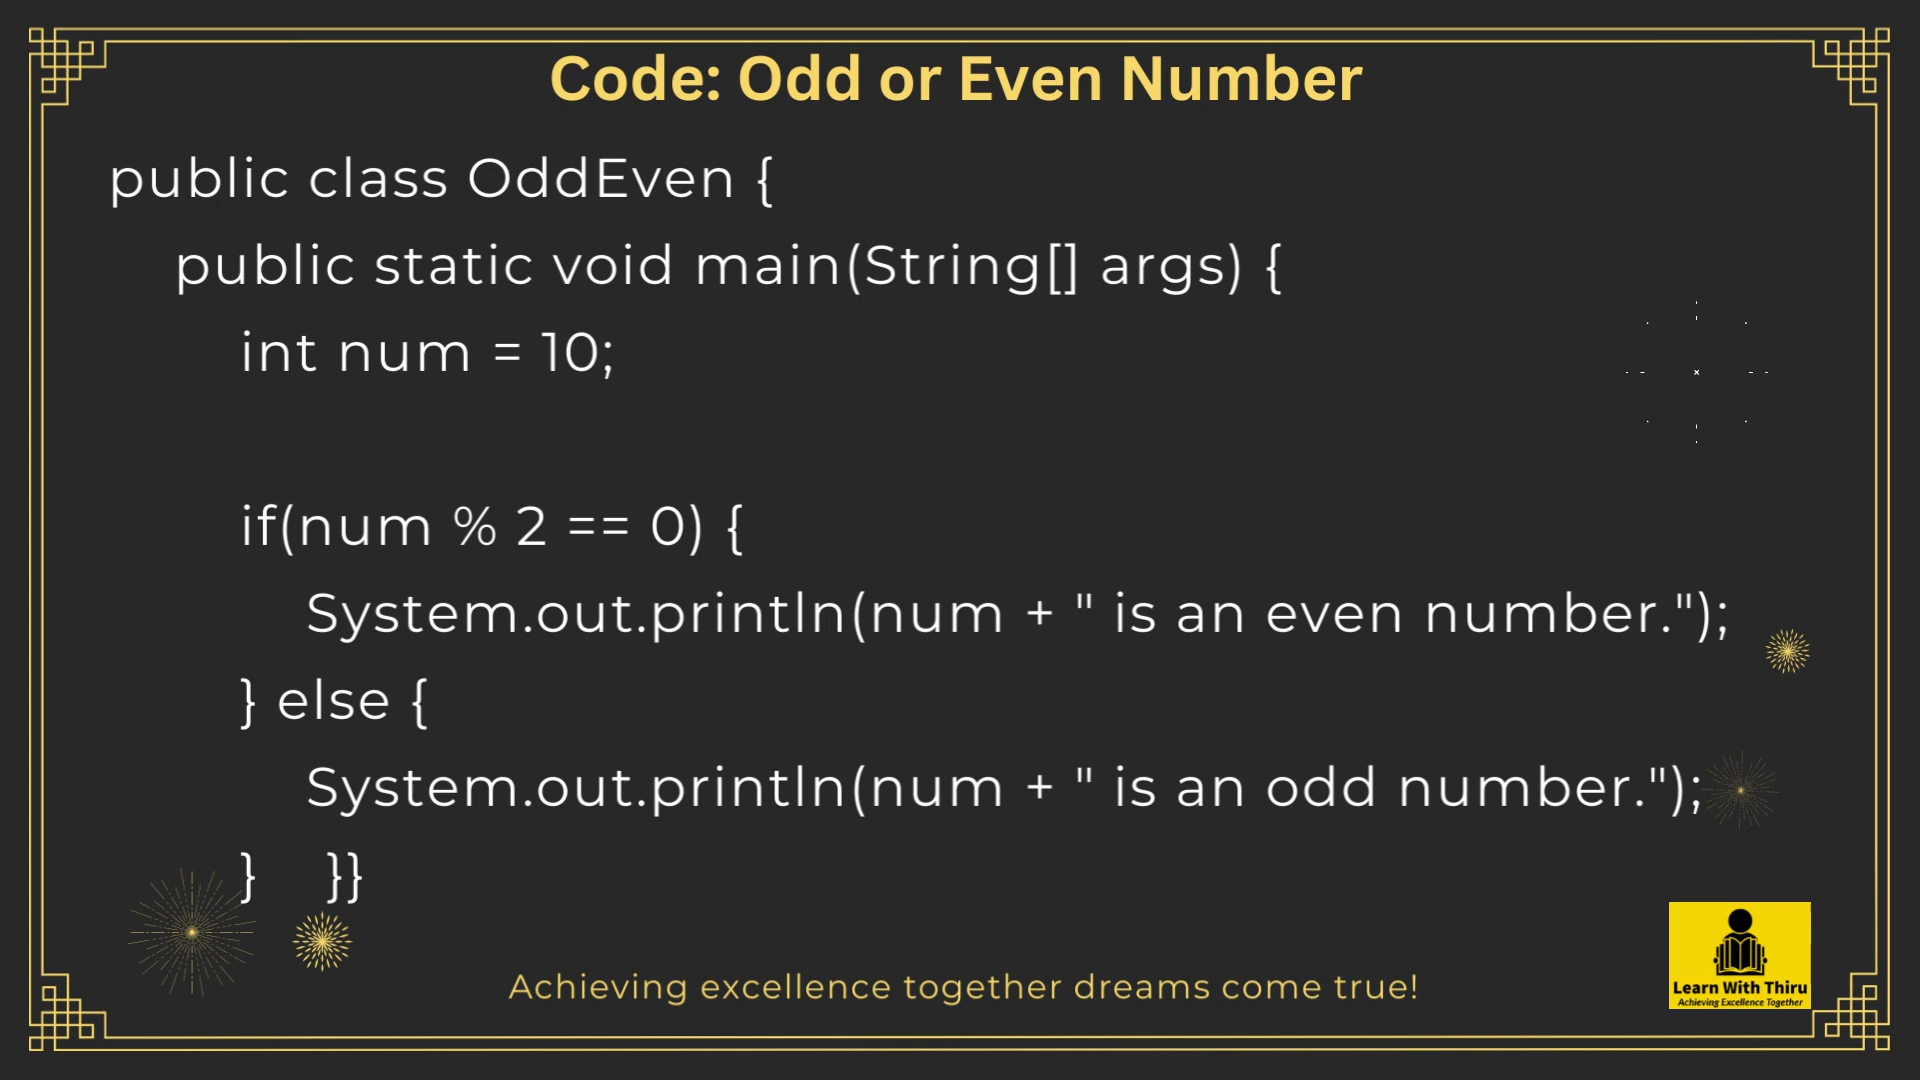 Code: Odd or Even Number
public class OddEven {
public static void main(String[] args) {
int num = 10;
if(num % 2 == 0) {
System.out.println(num + " is an even number.");
} else {
System.out.println(num + " is an odd number.");
} }}
Achieving excellence together dreams come true!
Learn With Thiru
Achieving Excellence Together